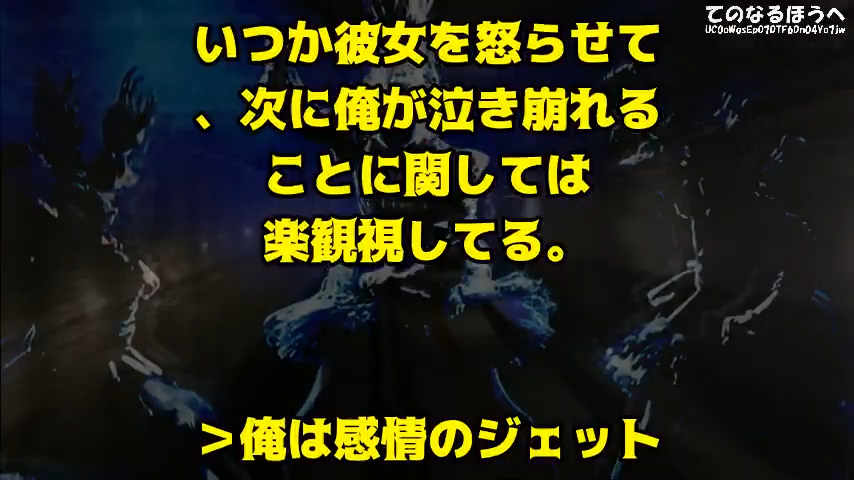 てのなるほうへ
いつか彼女を怒らせて
、次に俺が泣き崩れる
ことに関しては
楽観視してる。
＞俺は感情のジェット